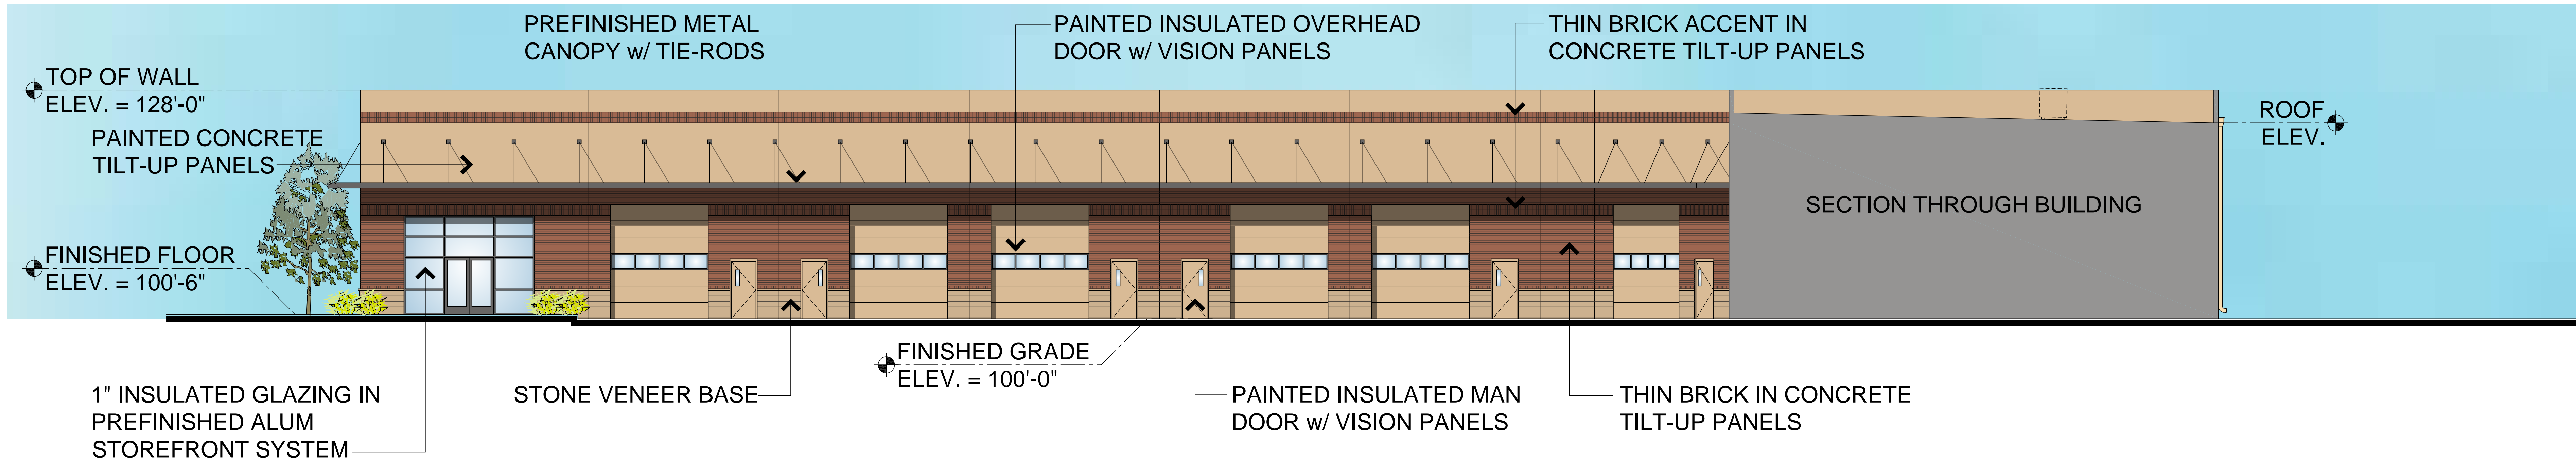 PREFINISHED METAL
CANOPY w/ TIE-RODS
PAINTED INSULATED OVERHEAD
DOOR w/ VISION PANELS
THIN BRICK ACCENT IN
CONCRETE TILT-UP PANELS
TOP OF WALL
ELEV. = 128'-0"
ROOF
ELEV.
PAINTED CONCRETE
TILT-UP PANELS
SECTION THROUGH BUILDING
FINISHED FLOOR
ELEV. = 100'-6"
FINISHED GRADE
ELEV. = 100'-0"
1" INSULATED GLAZING IN
PREFINISHED ALUM
STOREFRONT SYSTEM
STONE VENEER BASE
PAINTED INSULATED MAN
DOOR w/ VISION PANELS
THIN BRICK IN CONCRETE
TILT-UP PANELS